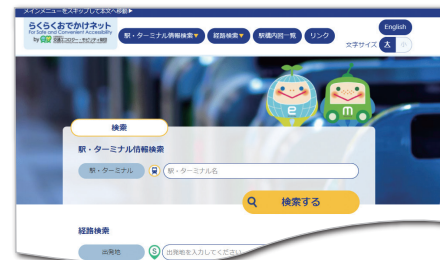 メインメニューをスキップして本文へ移動▶
らくらくおでかけネット
For Safe and Convenient Accessibility
駅・ターミナル情報検索▼
経路検索▼
駅構内図一覧
リンク
English
文字サイズ 大 中
e
m
検索
駅・ターミナル情報検索
駅・ターミナル
駅・ターミナル名
検索する
経路検索
出発地
S
出発地を入力してください